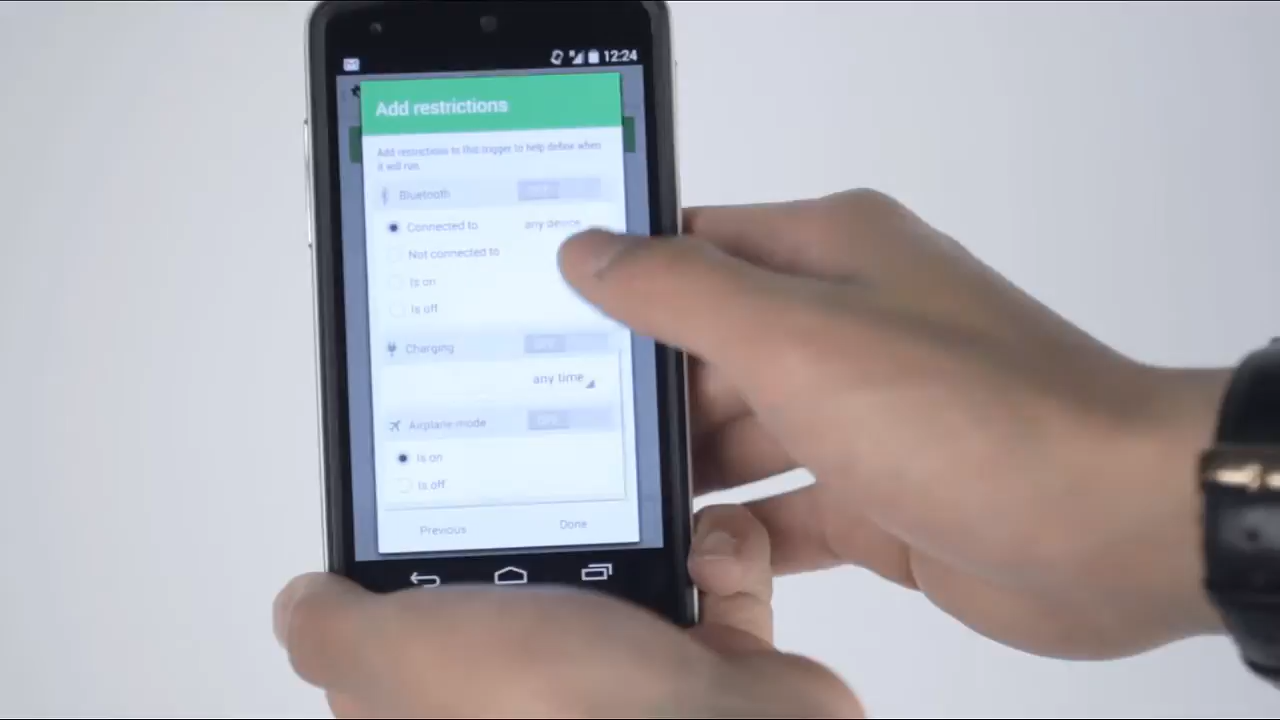 12:24
Add restrictions
Add restrictions to this trigger to help define when
it will run.
Bluetooth
Connected to any device
Not connected to
Is on
Is off
Charging OFF
any time
Airplane mode OFF
Is on
Is off
Previous Done